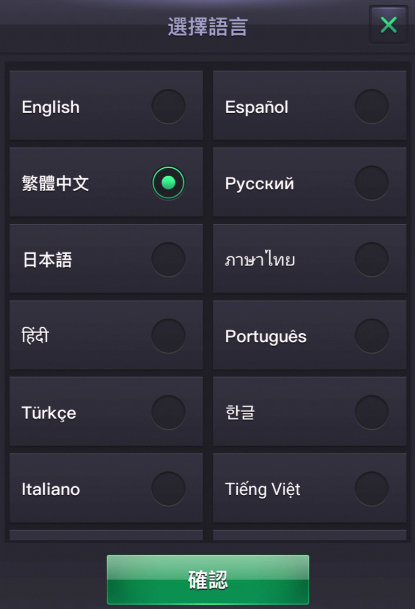 選擇語言
English
Español
繁體中文
Русский
日本語
ภาษาไทย
हिंदी
Português
Türkçe
한글
Italiano
Tiếng Việt
確認